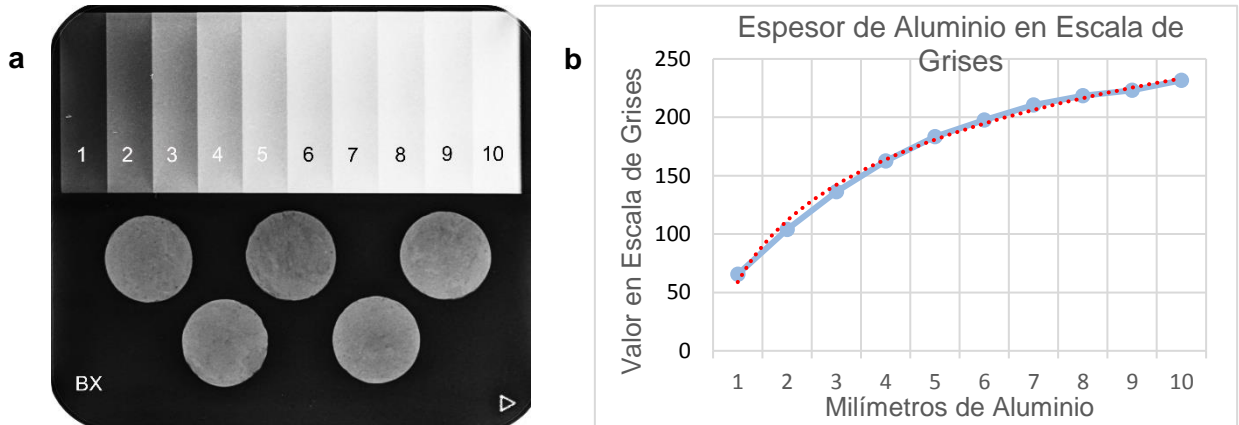 a
1 2 3 4 5 6 7 8 9 10
BX
b
Espesor de Aluminio en Escala de
Grises
Valor en Escala de Grises
250
200
150
100
50
0
1 2 3 4 5 6 7 8 9 10
Milímetros de Aluminio